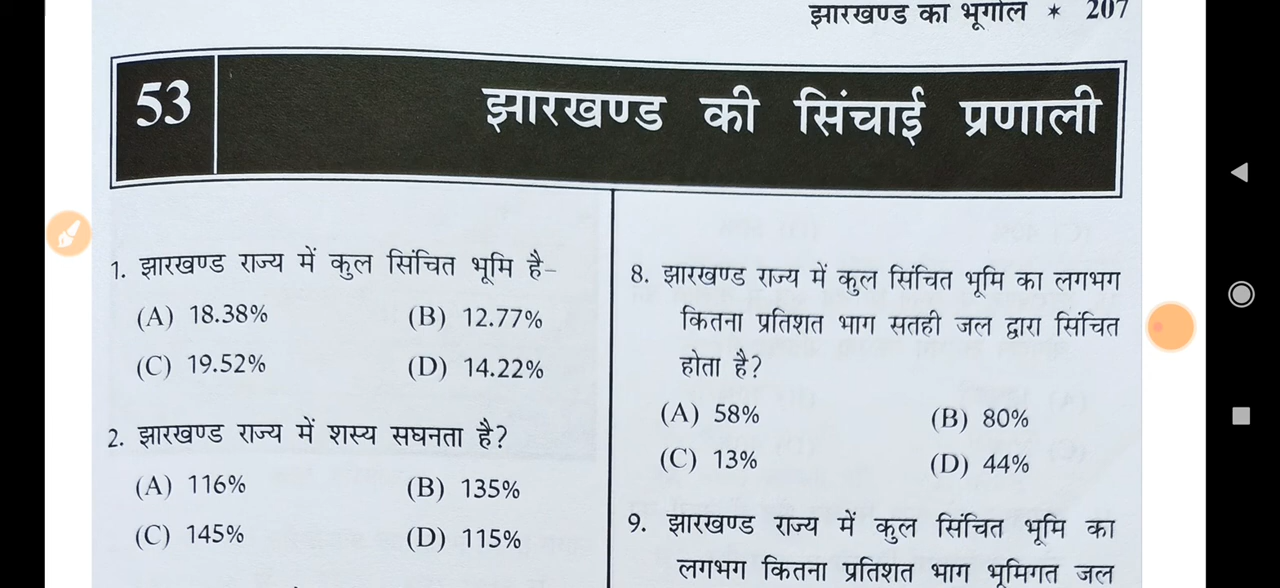 झारखण्ड का भूगोल ✶ 207
53 झारखण्ड की सिंचाई प्रणाली
1. झारखण्ड राज्य में कुल सिंचित भूमि है-
(A) 18.38% (B) 12.77%
(C) 19.52% (D) 14.22%
2. झारखण्ड राज्य में शस्य सघनता है?
(A) 116% (B) 135%
(C) 145% (D) 115%
8. झारखण्ड राज्य में कुल सिंचित भूमि का लगभग
कितना प्रतिशत भाग सतही जल द्वारा सिंचित
होता है?
(A) 58% (B) 80%
(C) 13% (D) 44%
9. झारखण्ड राज्य में कुल सिंचित भूमि का
लगभग कितना प्रतिशत भाग भूमिगत जल